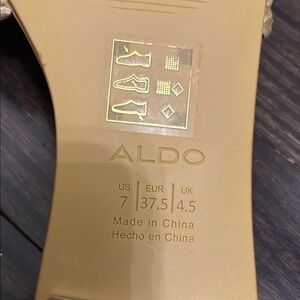 ALDO
US EUR UK
7 37.5 4.5
Made in China
Hecho en China